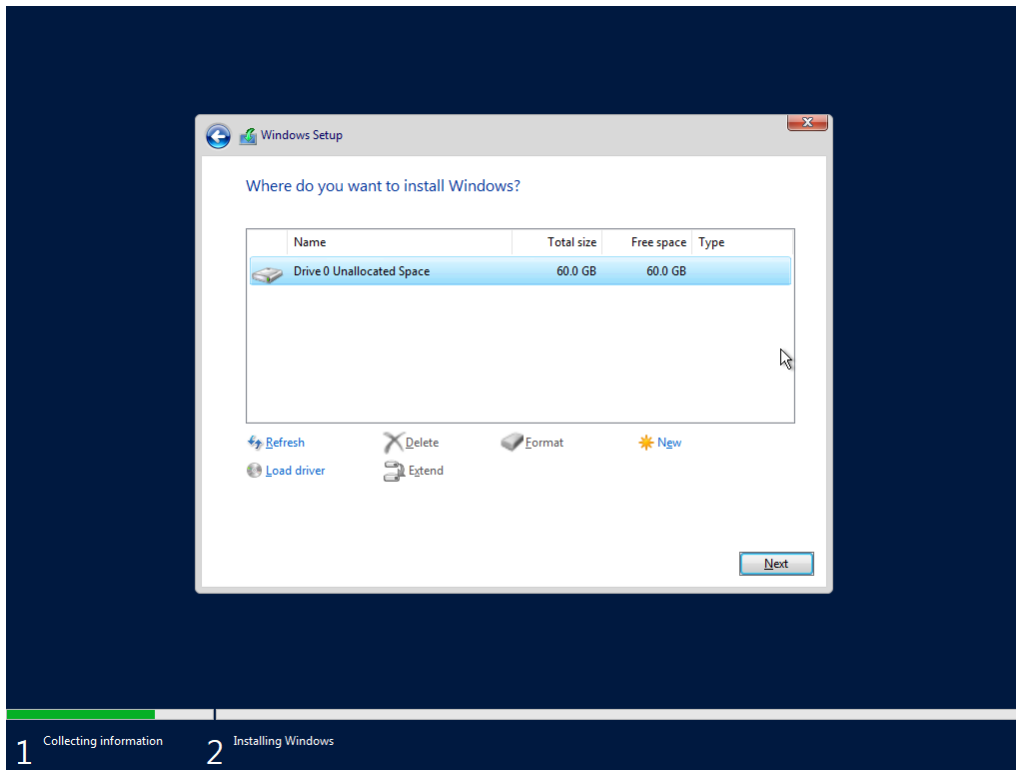 Windows Setup
Where do you want to install Windows?
Name Total size Free space Type
Drive 0 Unallocated Space 60.0 GB 60.0 GB
Refresh Delete Format New
Load driver Extend
Next
1 Collecting information 2 Installing Windows